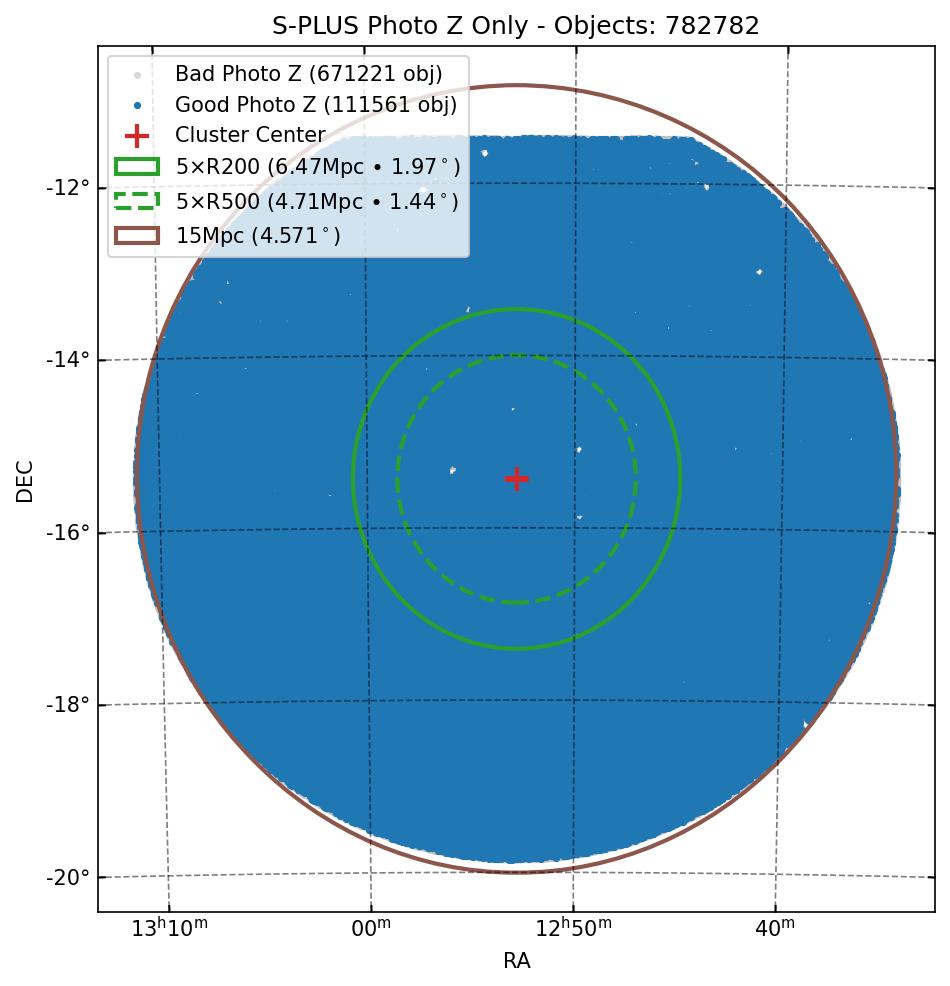 S-PLUS Photo Z Only - Objects: 782782
Bad Photo Z (671221 obj)
Good Photo Z (111561 obj)
Cluster Center
5×R200 (6.47Mpc • 1.97°)
5×R500 (4.71Mpc • 1.44°)
15Mpc (4.571°)
-12°
-14°
-16°
-18°
-20°
DEC
13ʰ10ᵐ 00ᵐ 12ʰ50ᵐ 40ᵐ
RA